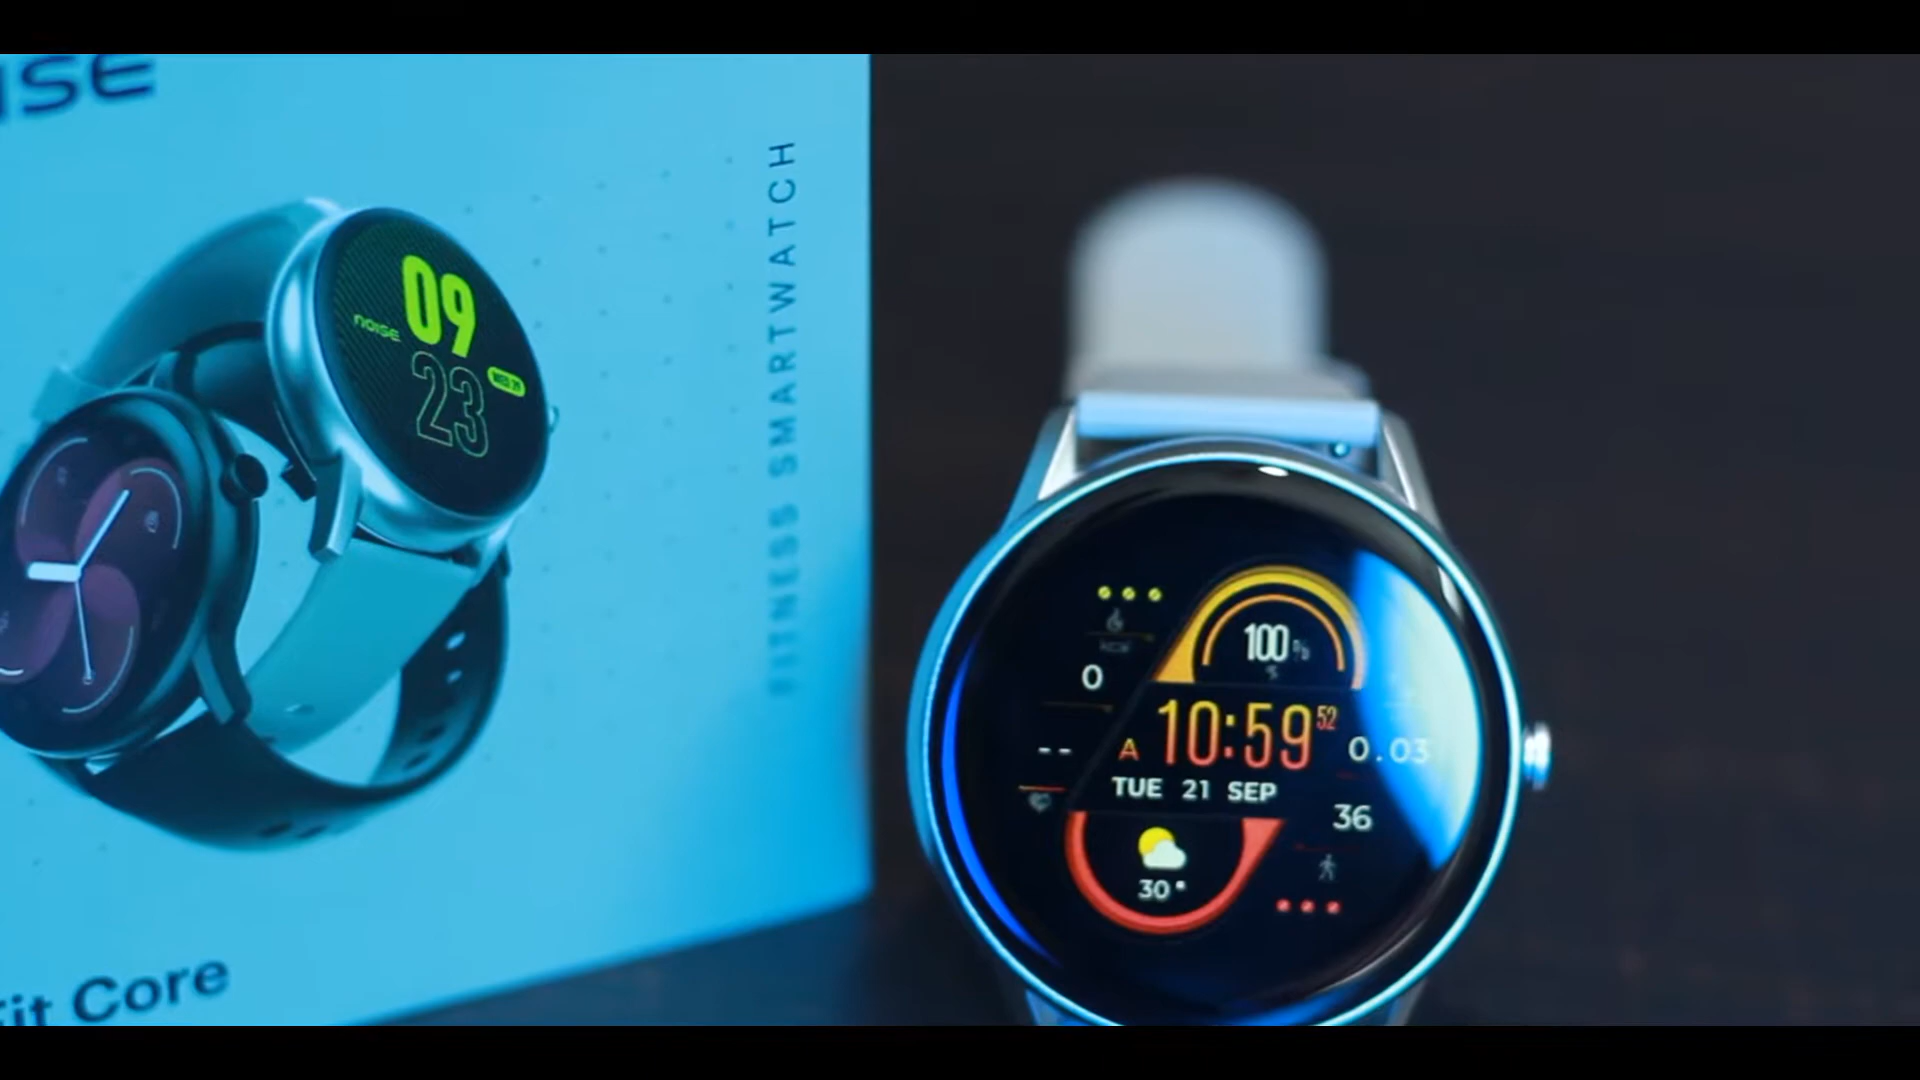 ISE
09
noise
23
FITNESS SMARTWATCH
Fit Core
100%
kcal
0
10:59 52
A
--
0.03
TUE 21 SEP
36
30°